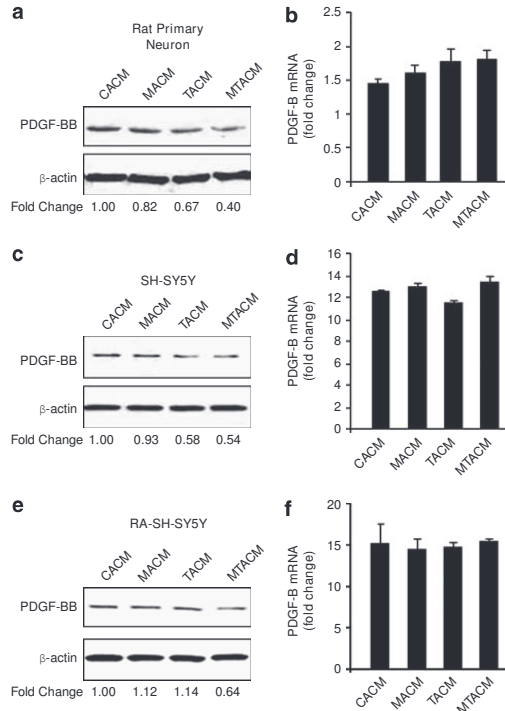 a
Rat Primary
Neuron
CACM MACM TACM MTACM
PDGF-BB
β-actin
Fold Change 1.00 0.82 0.67 0.40
b
PDGF-B mRNA
(fold change)
2.5
2
1.5
1
0.5
0
CACM MACM TACM MTACM
c
SH-SY5Y
CACM MACM TACM MTACM
PDGF-BB
β-actin
Fold Change 1.00 0.93 0.58 0.54
d
PDGF-B mRNA
(fold change)
16
14
12
10
8
6
4
2
0
CACM MACM TACM MTACM
e
RA-SH-SY5Y
CACM MACM TACM MTACM
PDGF-BB
β-actin
Fold Change 1.00 1.12 1.14 0.64
f
PDGF-B mRNA
(fold change)
20
15
10
5
0
CACM MACM TACM MTACM